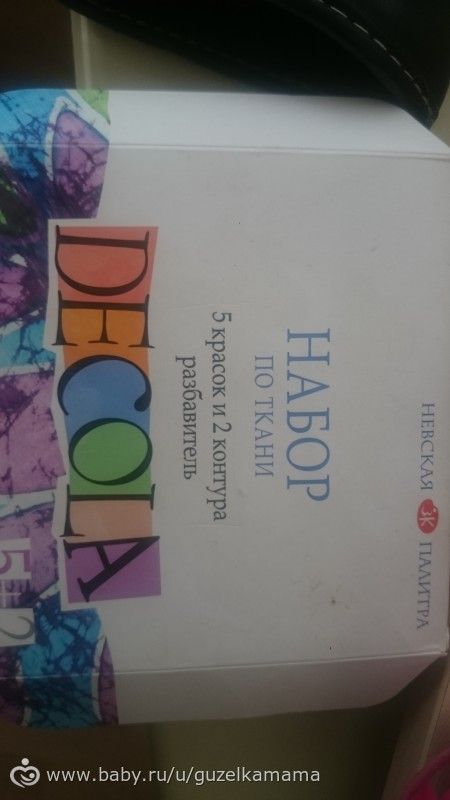 НЕВСКАЯ ЗК ПАЛИТРА
НАБОР
ПО ТКАНИ
5 красок и 2 контура
разбавитель
DECOLA
5+2
www.baby.ru/u/guzelkamama